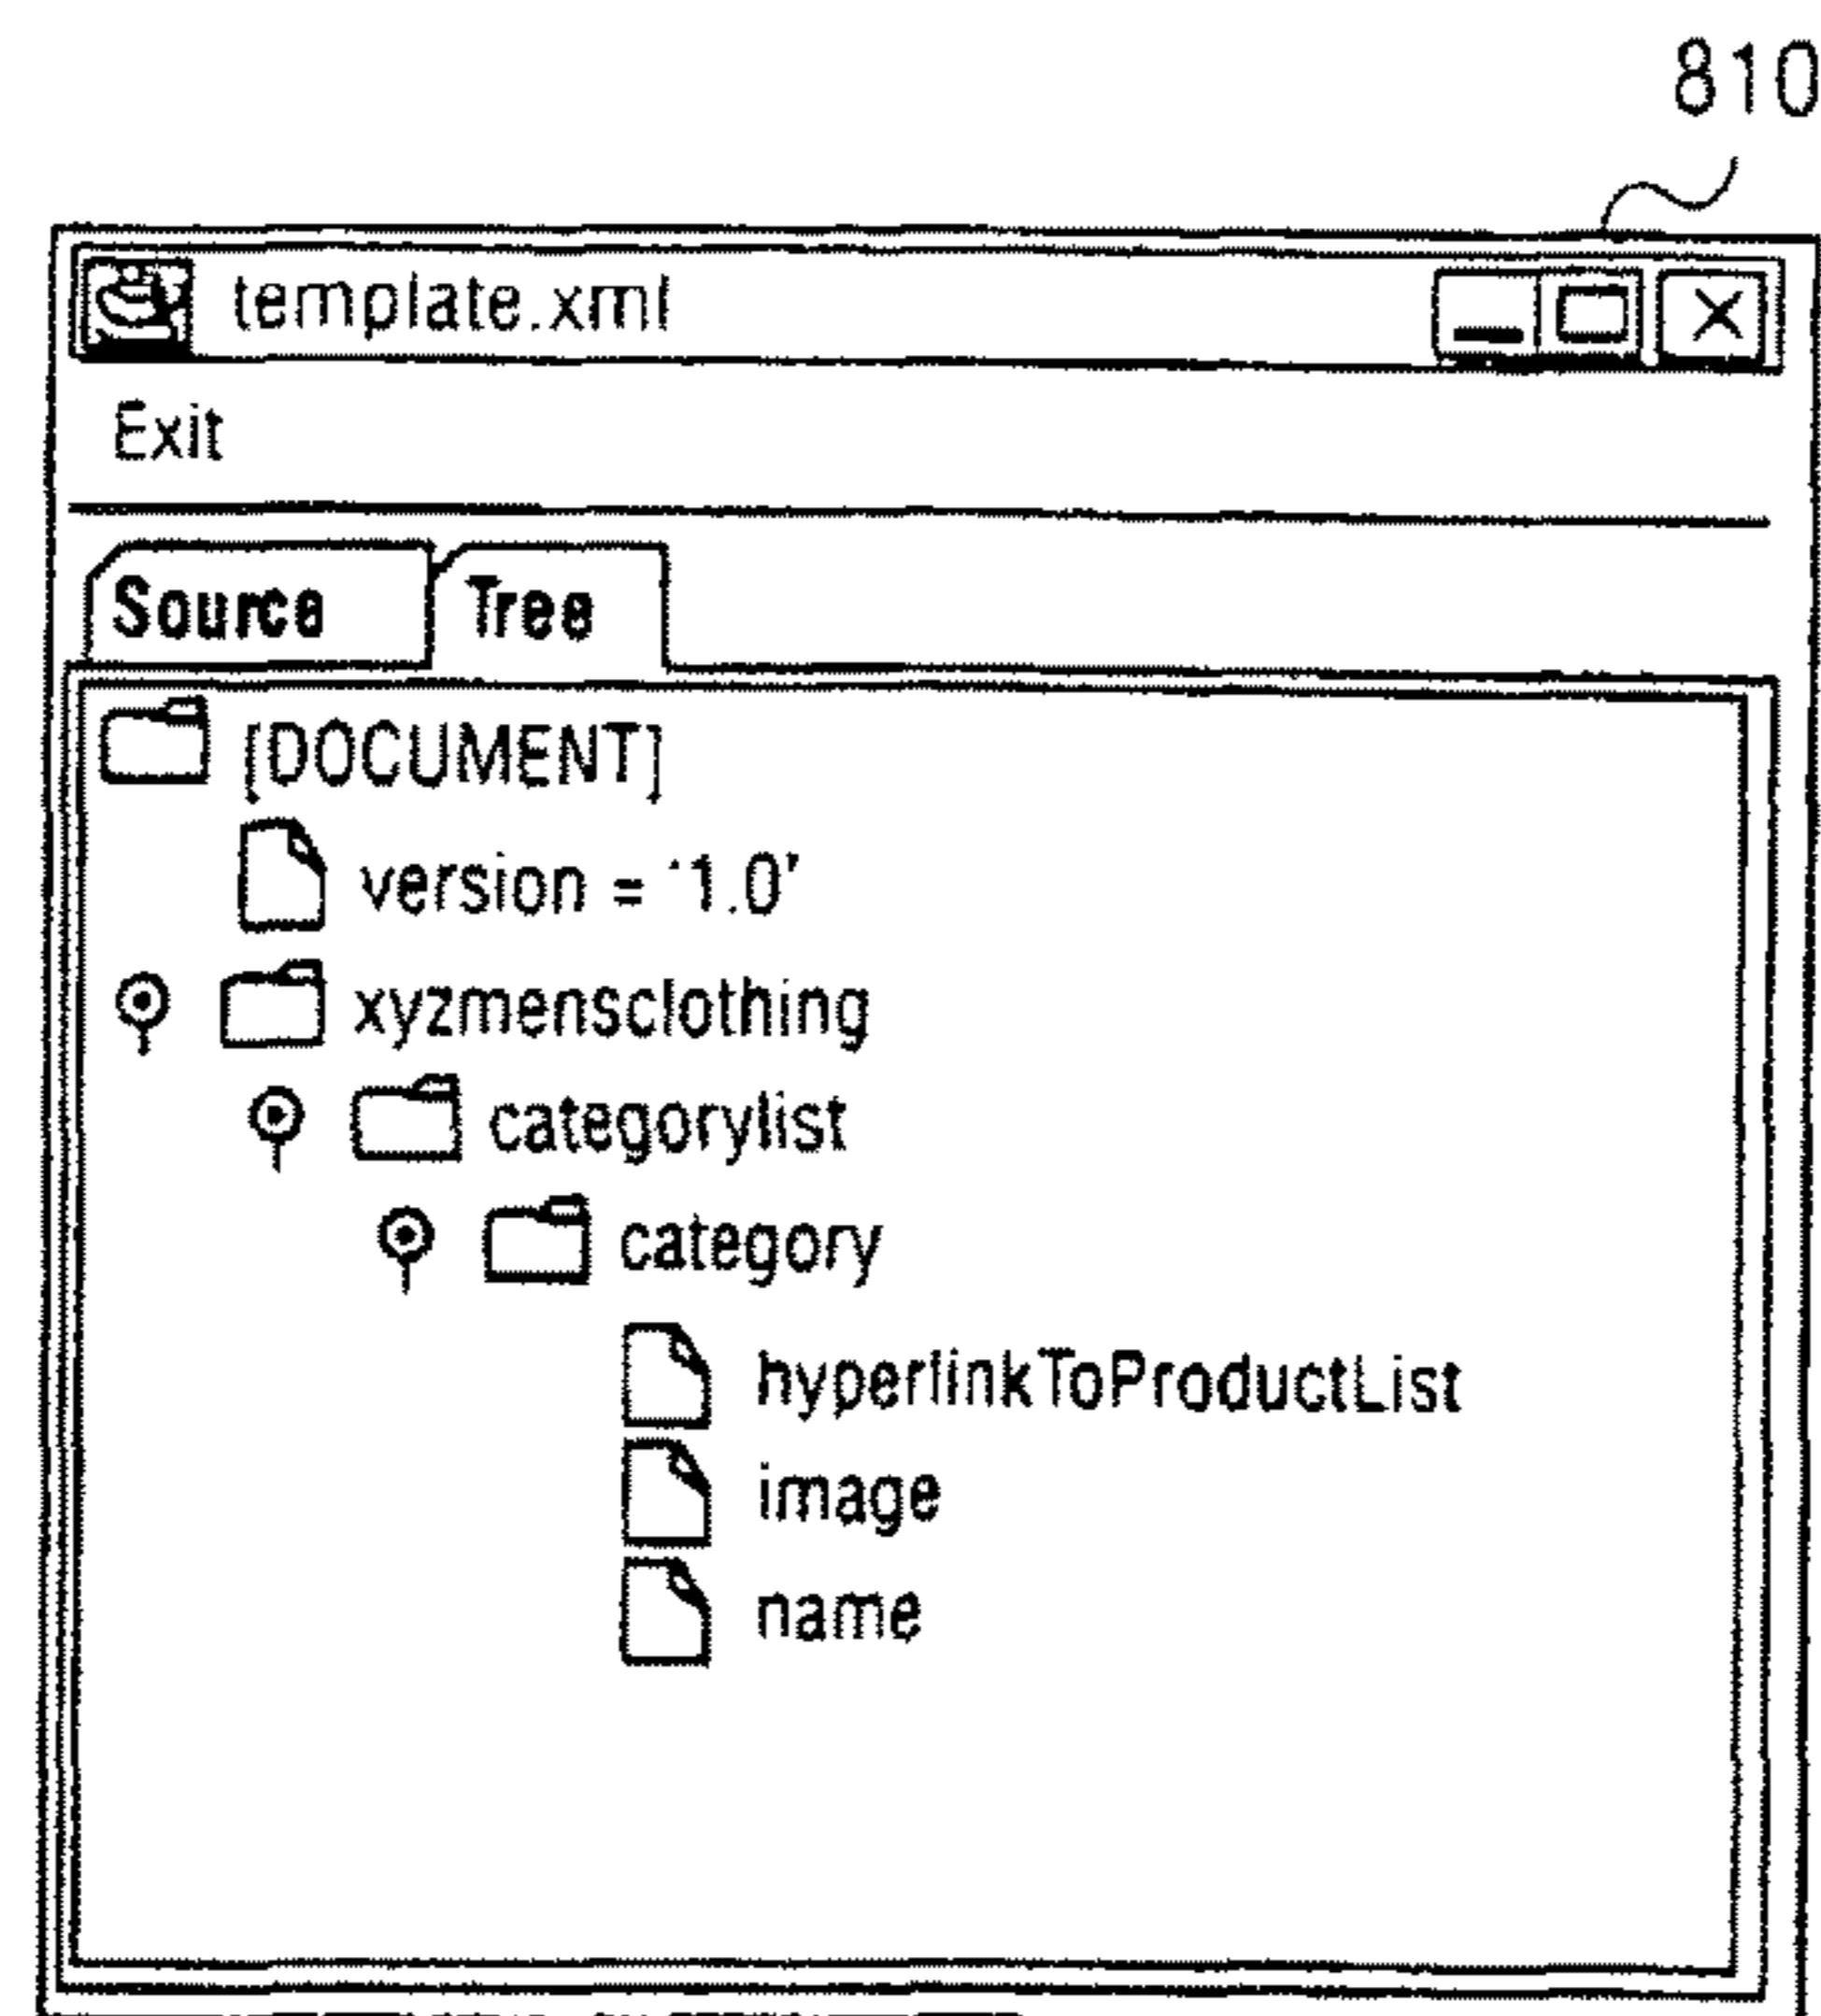 810
template.xml
Exit
Source Tree
[DOCUMENT]
version = '1.0'
xyzmensclothing
categorylist
category
hyperlinkToProductList
image
name